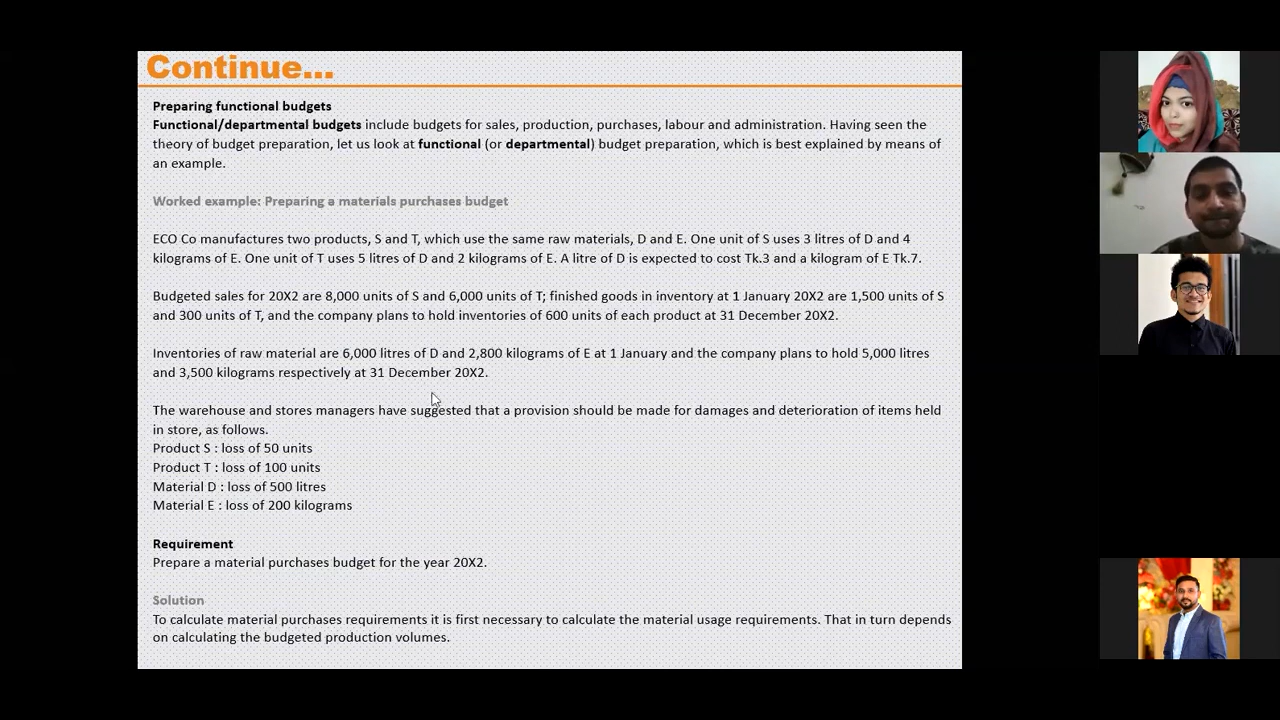 Continue...
Preparing functional budgets
Functional/departmental budgets include budgets for sales, production, purchases, labour and administration. Having seen the
theory of budget preparation, let us look at functional (or departmental) budget preparation, which is best explained by means of
an example.
Worked example: Preparing a materials purchases budget
ECO Co manufactures two products, S and T, which use the same raw materials, D and E. One unit of S uses 3 litres of D and 4
kilograms of E. One unit of T uses 5 litres of D and 2 kilograms of E. A litre of D is expected to cost Tk.3 and a kilogram of E Tk.7.
Budgeted sales for 20X2 are 8,000 units of S and 6,000 units of T; finished goods in inventory at 1 January 20X2 are 1,500 units of S
and 300 units of T, and the company plans to hold inventories of 600 units of each product at 31 December 20X2.
Inventories of raw material are 6,000 litres of D and 2,800 kilograms of E at 1 January and the company plans to hold 5,000 litres
and 3,500 kilograms respectively at 31 December 20X2.
The warehouse and stores managers have suggested that a provision should be made for damages and deterioration of items held
in store, as follows.
Product S : loss of 50 units
Product T : loss of 100 units
Material D : loss of 500 litres
Material E : loss of 200 kilograms
Requirement
Prepare a material purchases budget for the year 20X2.
Solution
To calculate material purchases requirements it is first necessary to calculate the material usage requirements. That in turn depends
on calculating the budgeted production volumes.